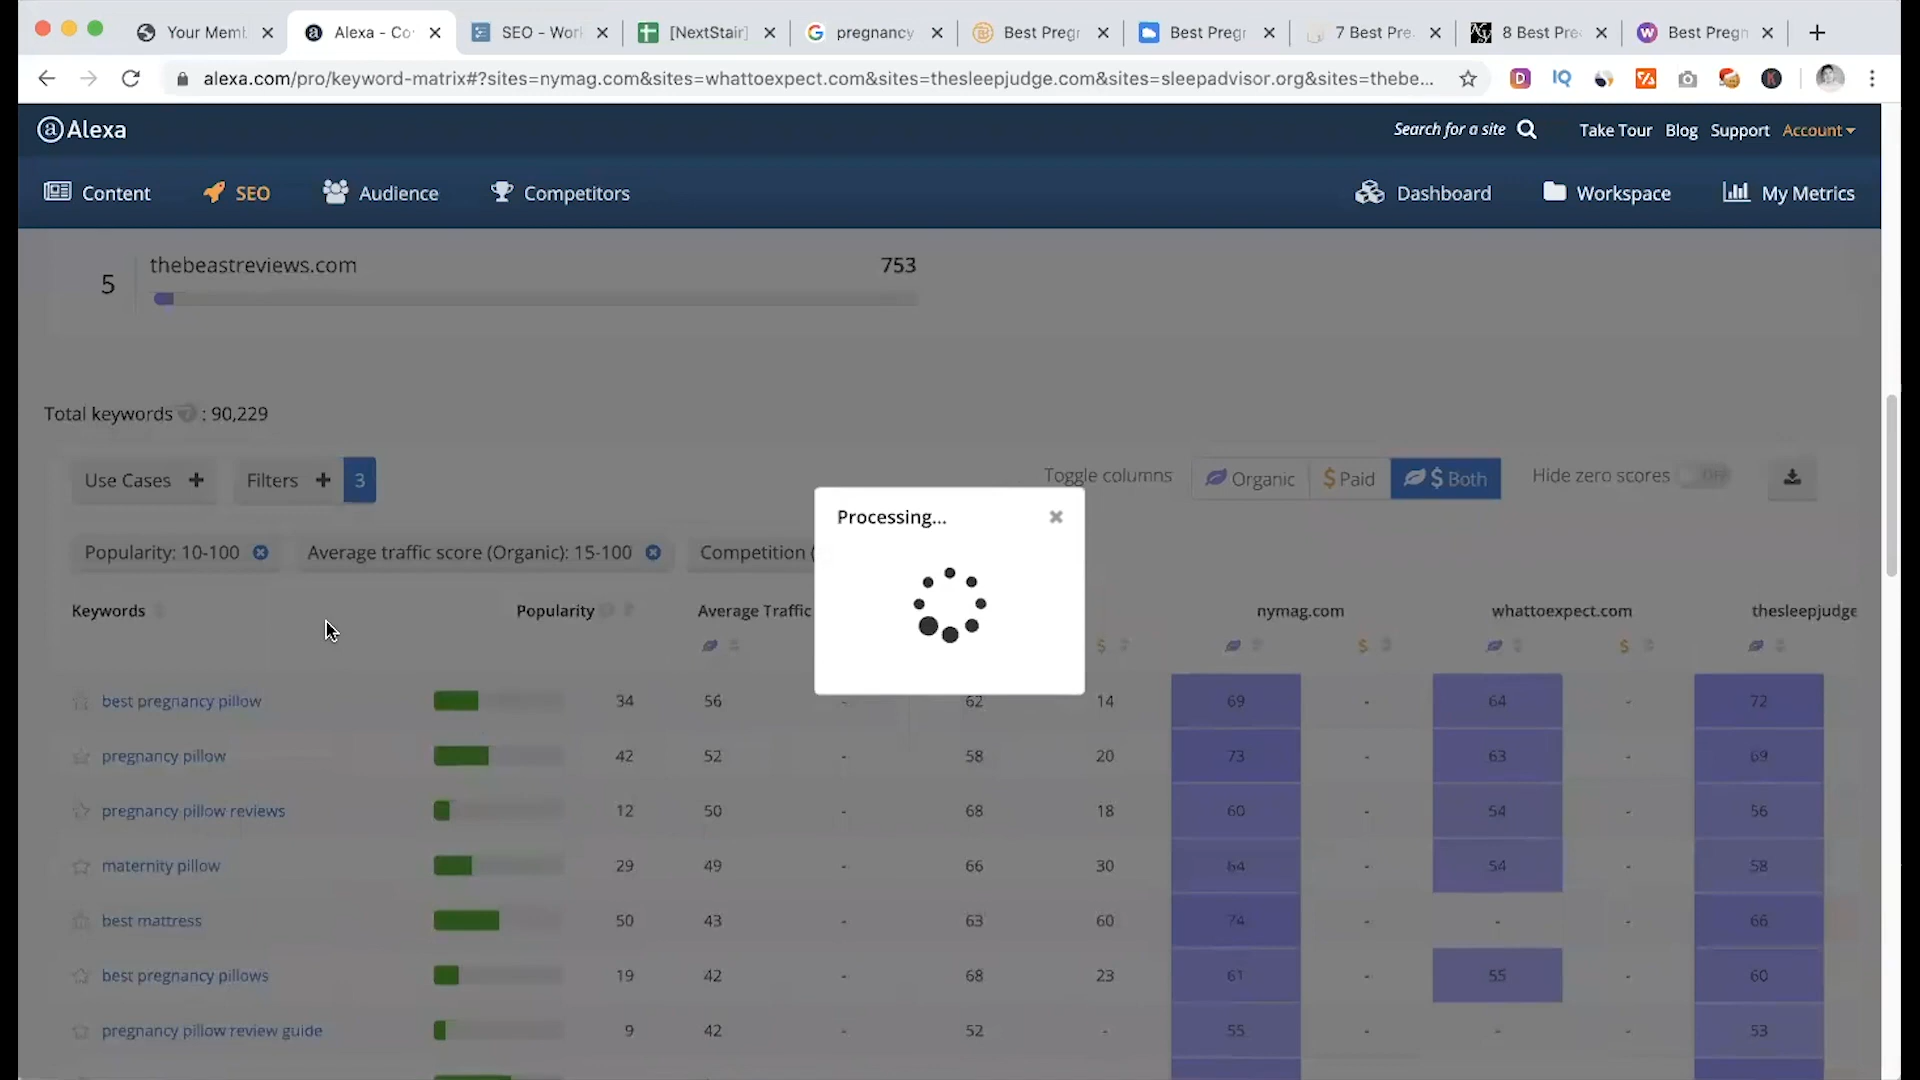 Your Mem
Alexa - Co
SEO - Wor
[NextStair]
pregnancy
Best Pregn
Best Pregn
7 Best Pre
8 Best Pre
Best Pregn
alexa.com/pro/keyword-matrix#?sites=nymag.com&sites=whattoexpect.com&sites=thesleepjudge.com&sites=sleepadvisor.org&sites=thebe...
Alexa
Search for a site
Take Tour
Blog
Support
Account
Content
SEO
Audience
Competitors
Dashboard
Workspace
My Metrics
5
thebeastreviews.com
753
Total keywords ? : 90,229
Use Cases +
Filters + 3
Toggle columns
Organic
$ Paid
$ Both
Hide zero scores
OFF
Popularity: 10-100
Average traffic score (Organic): 15-100
Competition (
Processing...
Keywords
Popularity
Average Traffic
nymag.com
whattoexpect.com
thesleepjudge
$ $ $
best pregnancy pillow 34 56 - 62 14 69 - 64 - 72
pregnancy pillow 42 52 - 58 20 73 - 63 - 69
pregnancy pillow reviews 12 50 - 68 18 60 - 54 - 56
maternity pillow 29 49 - 66 30 64 - 54 - 58
best mattress 50 43 - 63 60 74 - - - 66
best pregnancy pillows 19 42 - 68 23 61 - 55 - 60
pregnancy pillow review guide 9 42 - 52 - 55 - - - 53